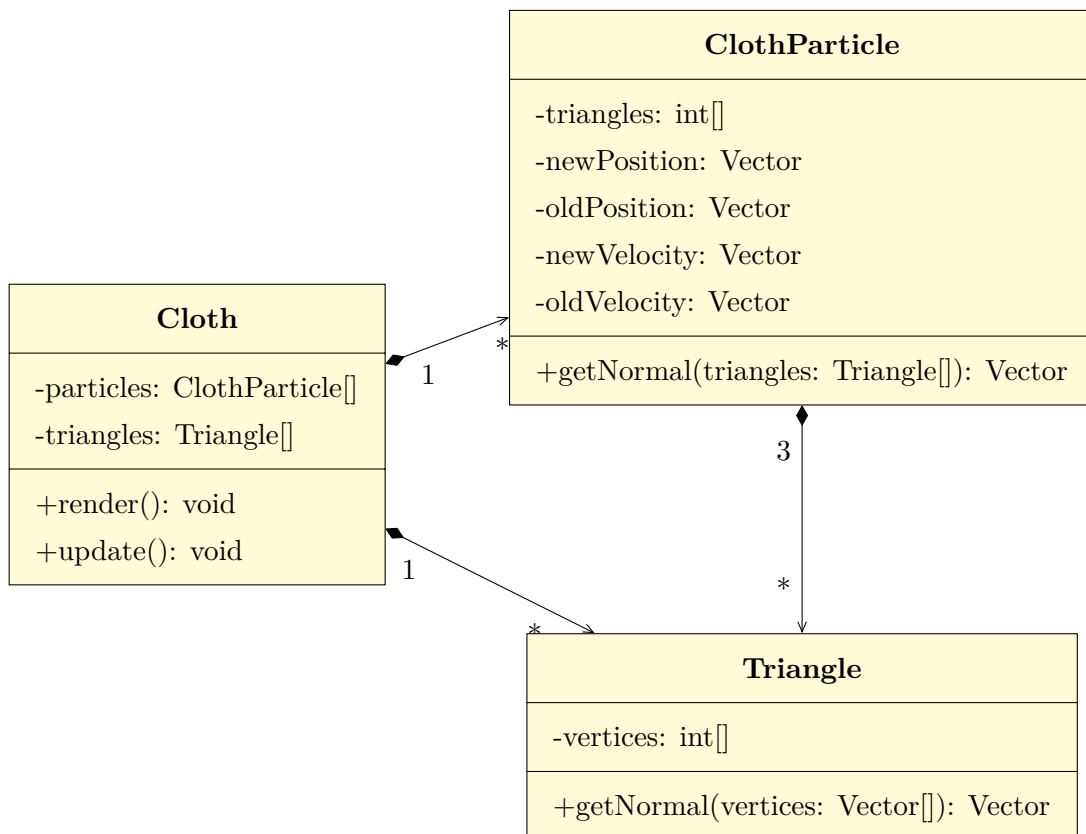 ClothParticle
-triangles: int[]
-newPosition: Vector
-oldPosition: Vector
-newVelocity: Vector
-oldVelocity: Vector
+getNormal(triangles: Triangle[]): Vector
Cloth
-particles: ClothParticle[]
-triangles: Triangle[]
+render(): void
+update(): void
1
*
3
*
1
*
Triangle
-vertices: int[]
+getNormal(vertices: Vector[]): Vector